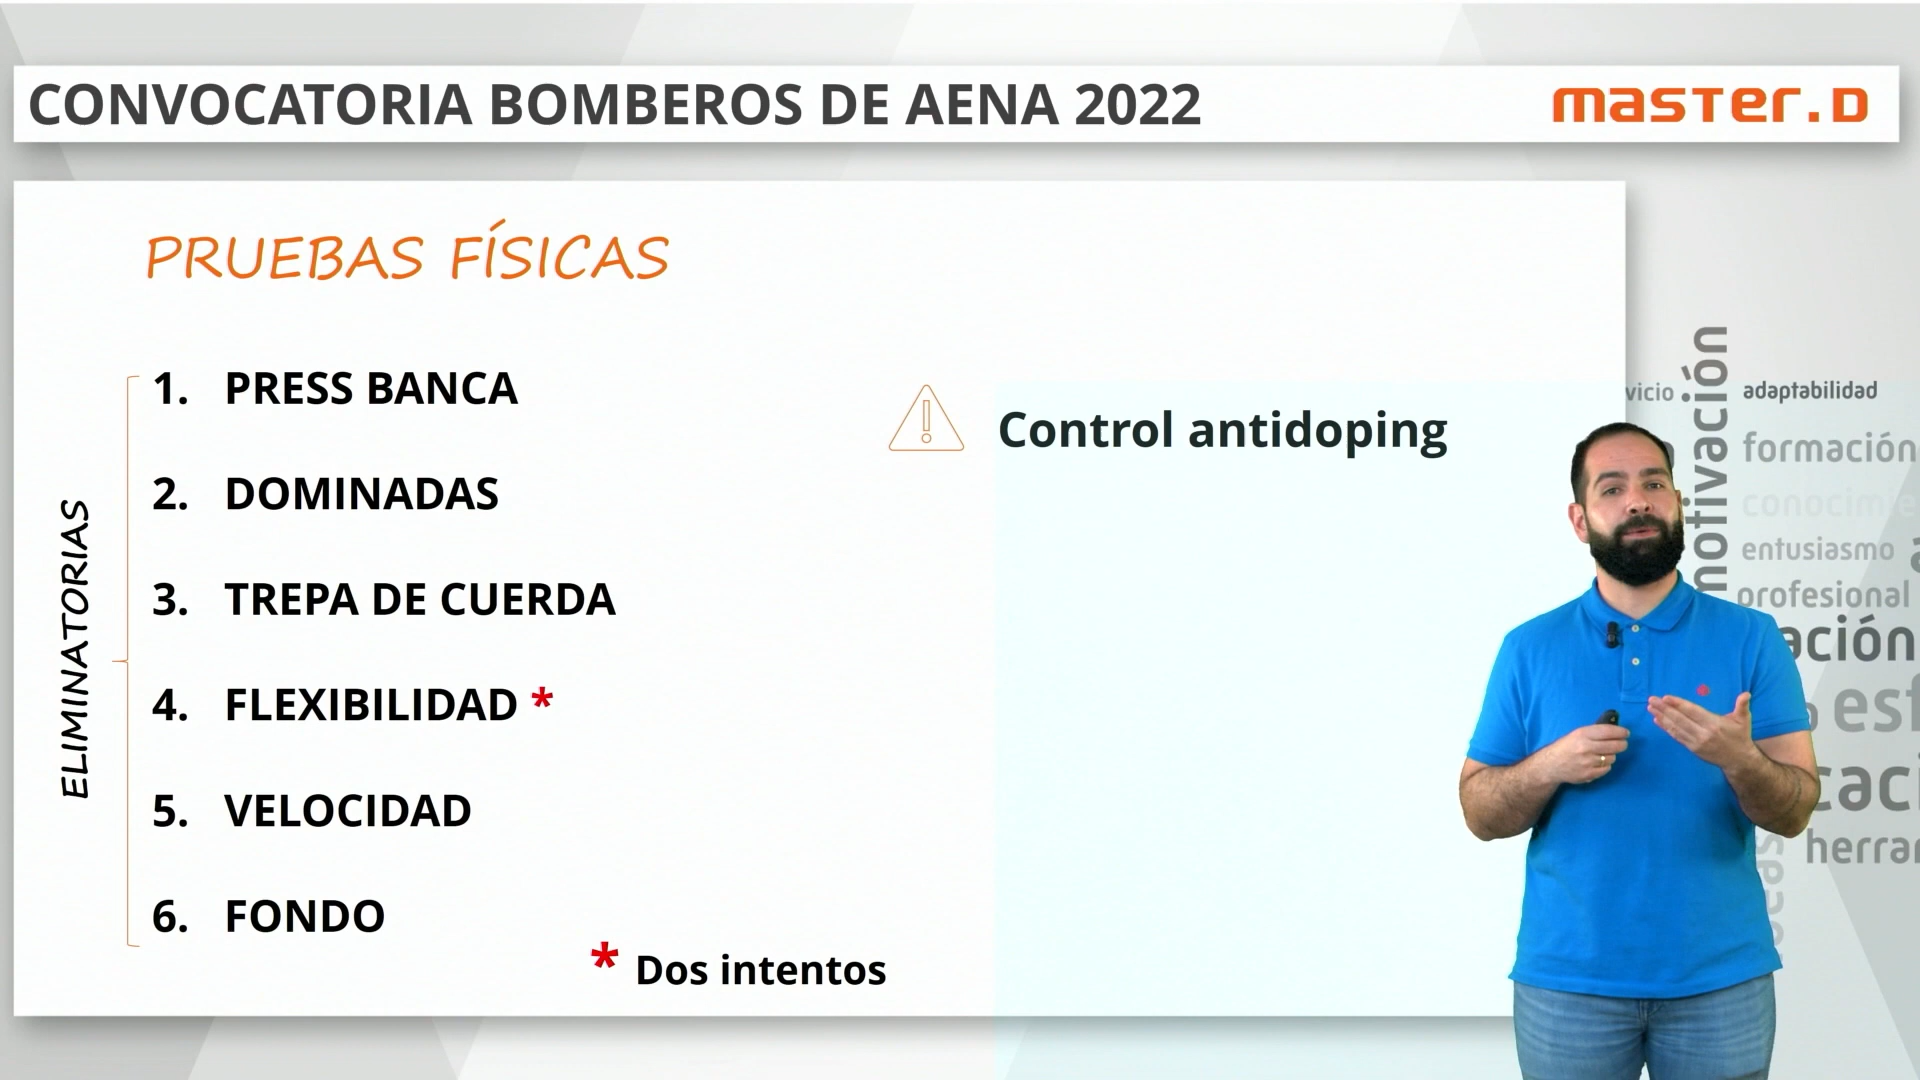 CONVOCATORIA BOMBEROS DE AENA 2022
master.D
PRUEBAS FÍSICAS
ELIMINATORIAS
1. PRESS BANCA
2. DOMINADAS
3. TREPA DE CUERDA
4. FLEXIBILIDAD *
5. VELOCIDAD
6. FONDO
* Dos intentos
Control antidoping
motivación
adaptabilidad
formación
entusiasmo
profesional